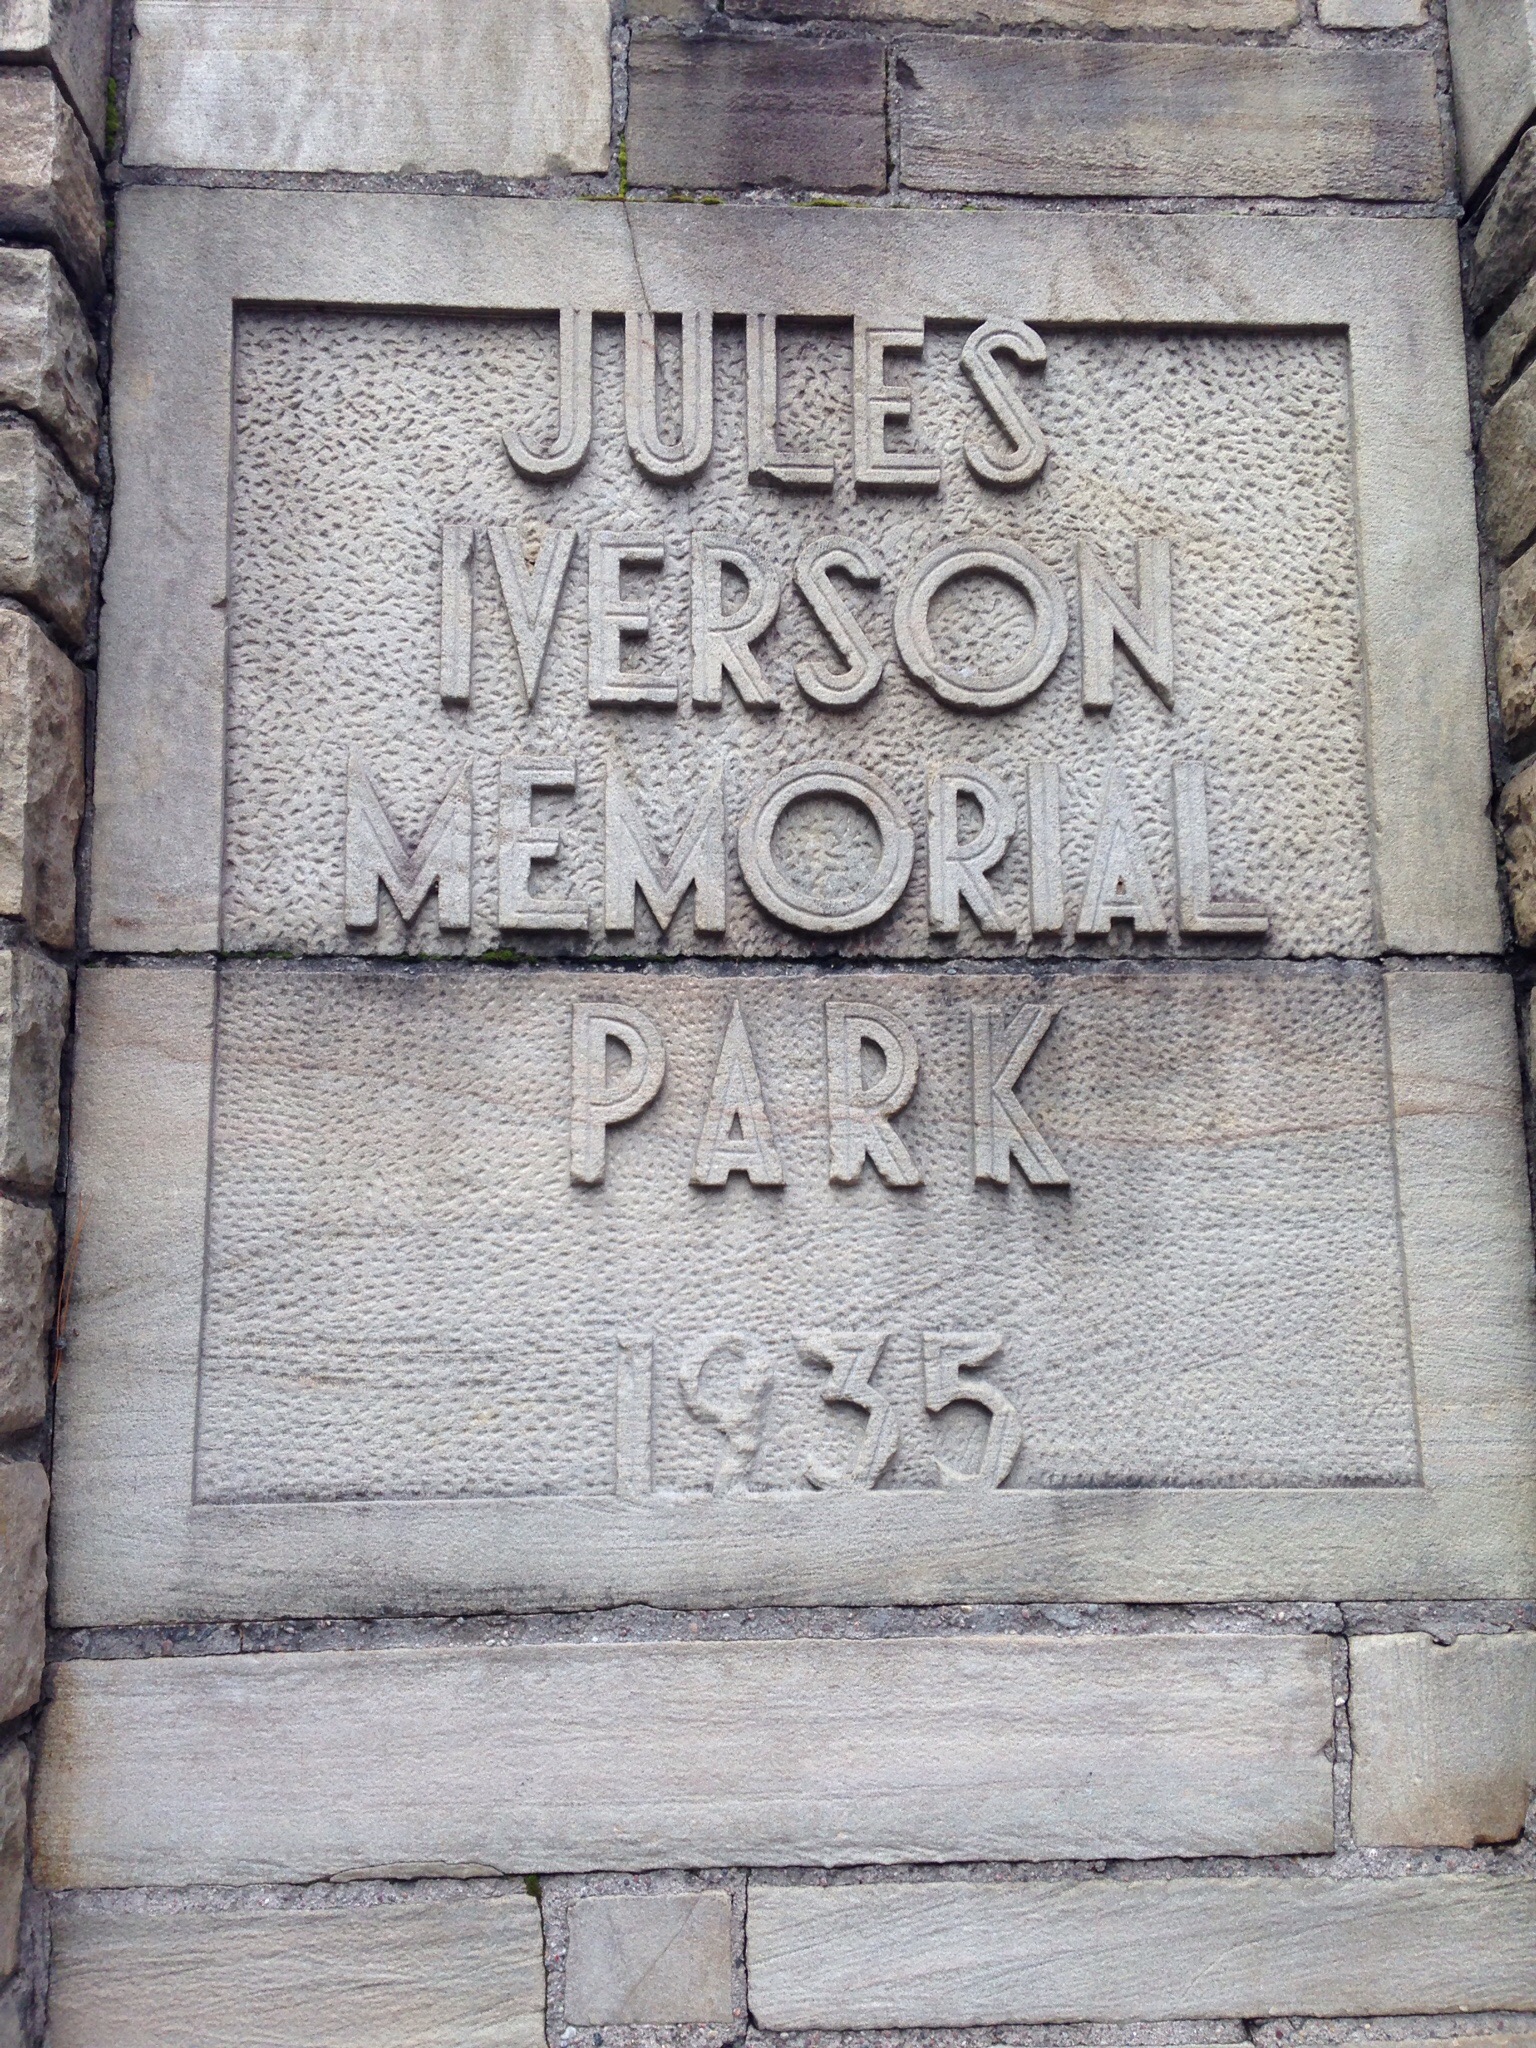 JULES
IVERSON
MEMORIAL
PARK
1935